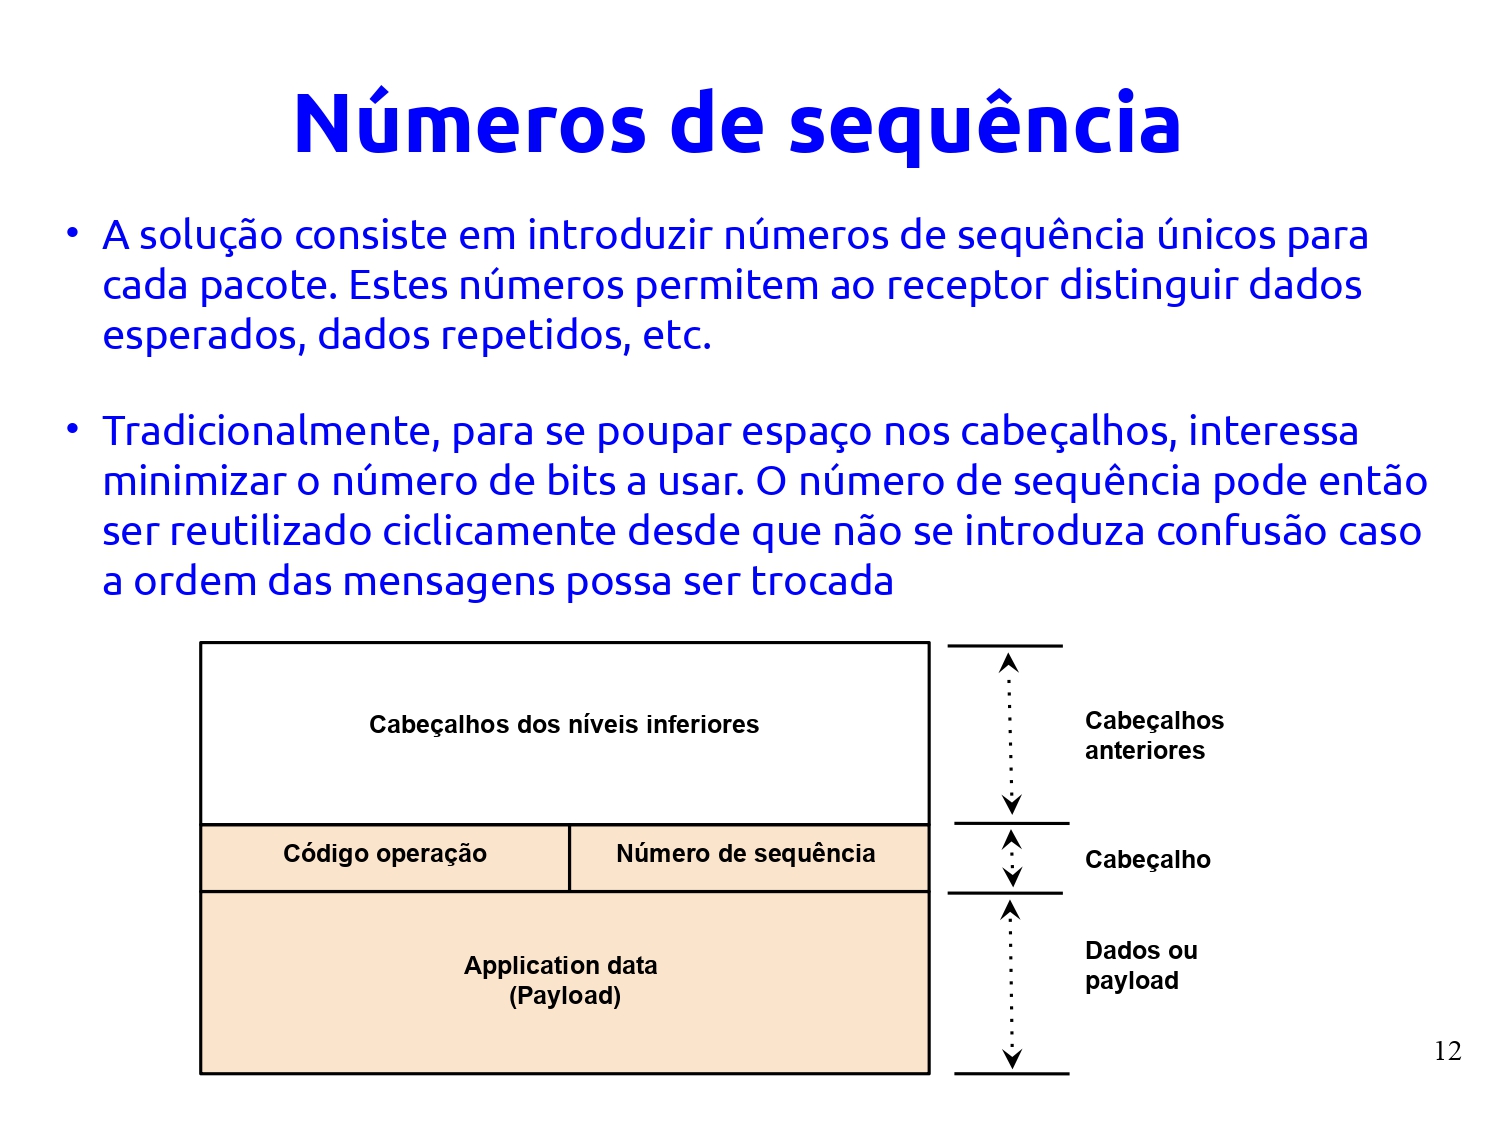 Números de sequência
• A solução consiste em introduzir números de sequência únicos para
cada pacote. Estes números permitem ao receptor distinguir dados
esperados, dados repetidos, etc.
• Tradicionalmente, para se poupar espaço nos cabeçalhos, interessa
minimizar o número de bits a usar. O número de sequência pode então
ser reutilizado ciclicamente desde que não se introduza confusão caso
a ordem das mensagens possa ser trocada
Cabeçalhos dos níveis inferiores
Cabeçalhos
anteriores
Código operação
Número de sequência
Cabeçalho
Application data
(Payload)
Dados ou
payload
12